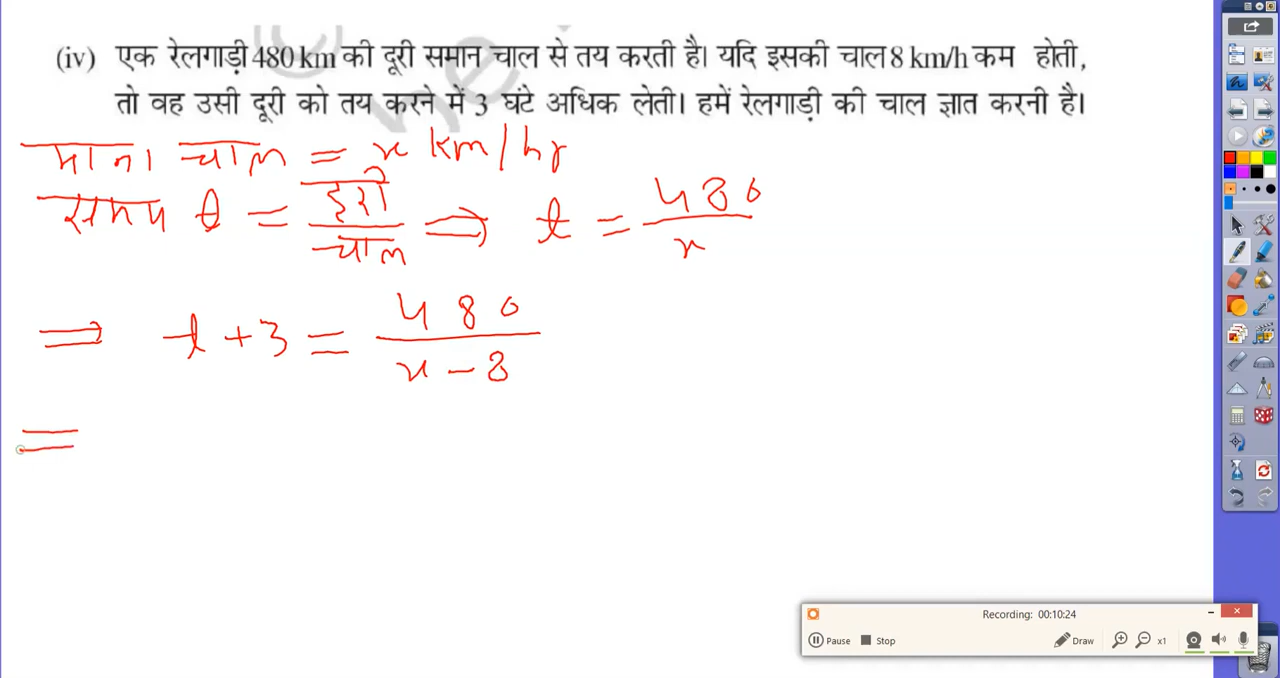 (iv) एक रेलगाड़ी 480 km की दूरी समान चाल से तय करती है। यदि इसकी चाल 8 km/h कम होती,
तो वह उसी दूरी को तय करने में 3 घंटे अधिक लेती। हमें रेलगाड़ी की चाल ज्ञात करनी है।
माना चाल = x km/hr
समय t = दूरी / चाल ⇒ t = 480 / x
⇒ t + 3 = 480 / x - 8
=
Recording: 00:10:24
Pause Stop Draw x1